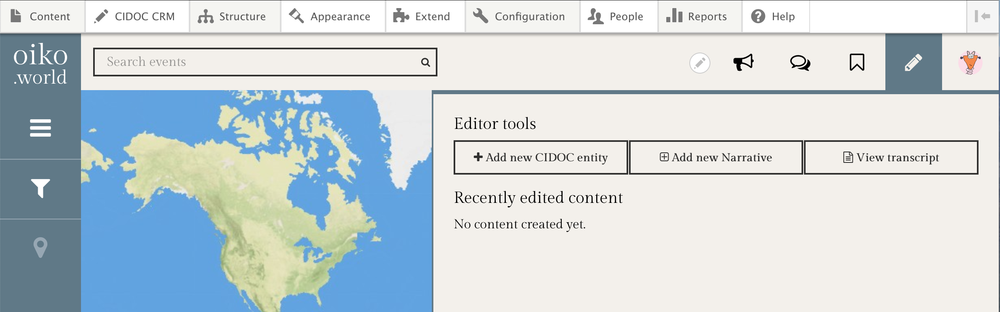 Content
CIDOC CRM
Structure
Appearance
Extend
Configuration
People
Reports
Help
oiko
.world
Search events
Editor tools
Add new CIDOC entity
Add new Narrative
View transcript
Recently edited content
No content created yet.